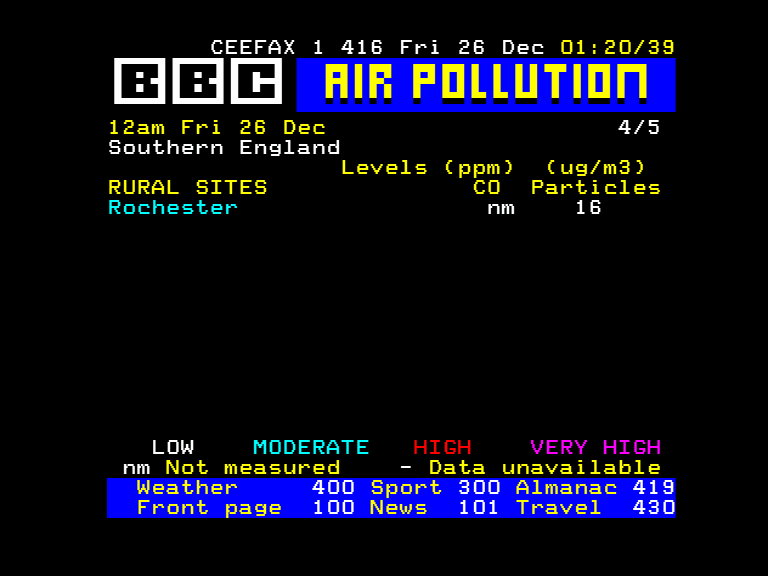 CEEFAX 1 416 Fri 26 Dec 01:20/39
BBC AIR POLLUTION
12am Fri 26 Dec 4/5
Southern England
Levels (ppm) (ug/m3)
RURAL SITES CO Particles
Rochester nm 16
LOW MODERATE HIGH VERY HIGH
nm Not measured - Data unavailable
Weather 400 Sport 300 Almanac 419
Front page 100 News 101 Travel 430